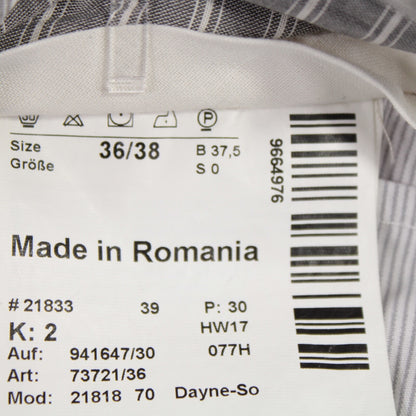 30 P
Size 36/38 B 37,5
Größe S 0
9664976
Made in Romania
# 21833 39 P: 30
K: 2 HW17
Auf: 941647/30 077H
Art: 73721/36
Mod: 21818 70 Dayne-So